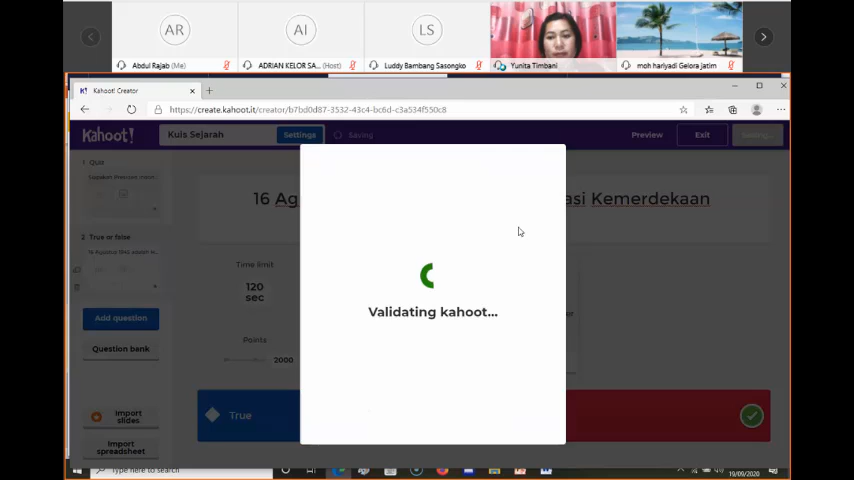 AR
AI
LS
Abdul Rajab (Me)
ADRIAN KELOR SA... (Host)
Luddy Bambang Sasongko
Yunita Timbani
moh hariyadi Gelora Jatim
K! Kahoot! Creator
https://create.kahoot.it/creator/b7bd0d87-3532-43c4-bc6d-c3a534f550c8
Kahoot!
Kuis Sejarah
Settings
Saving
Preview
Exit
Saving...
1 Quiz
2 True or false
16 Ag
asi Kemerdekaan
Time limit
120
sec
Points
2000
Add question
Question bank
Import
slides
Import
spreadsheet
Validating kahoot...
True
Type here to search
19/09/2020